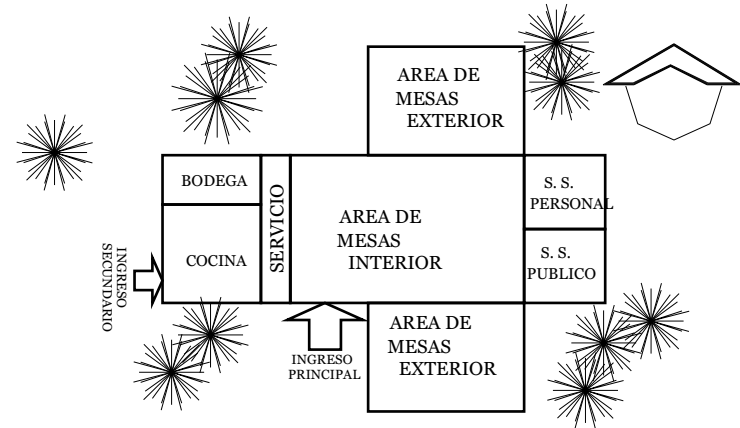 AREA DE
MESAS
EXTERIOR
BODEGA
SERVICIO
AREA DE
MESAS
INTERIOR
S. S.
PERSONAL
COCINA
S. S.
PUBLICO
INGRESO
SECUNDARIO
INGRESO
PRINCIPAL
AREA DE
MESAS
EXTERIOR